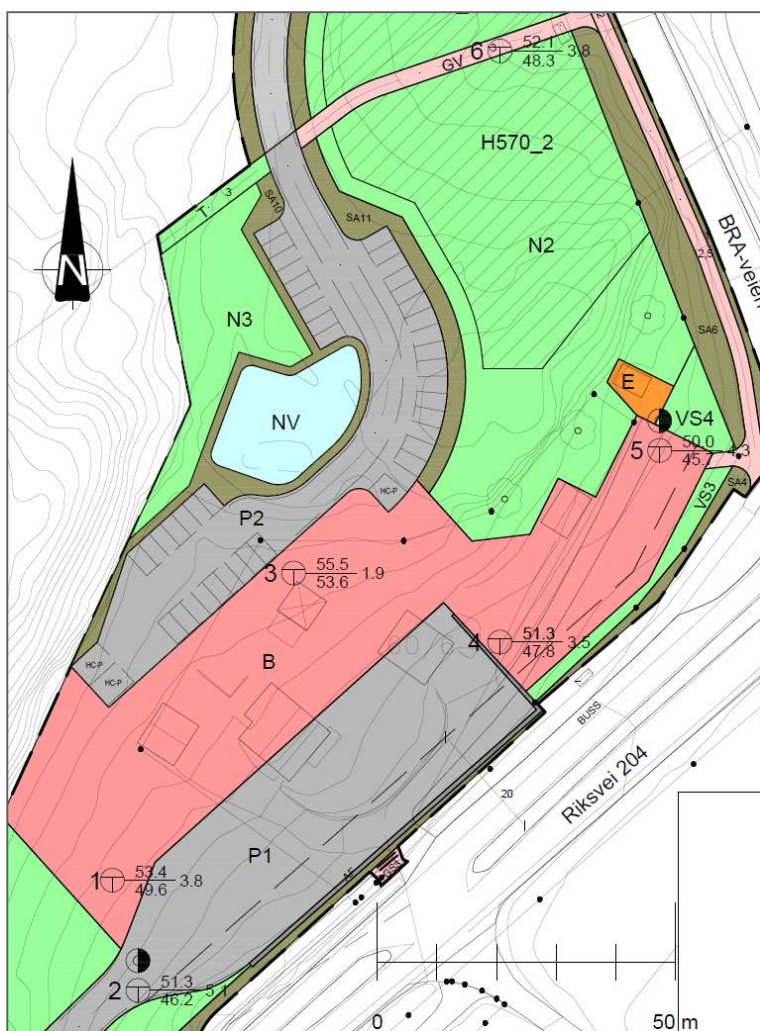 6 52.1 3.8
48.3
GV
H570_2
T.
3
SA10
SA11
N
N2
BRA-veien
2,5
N3
SA6
E
NV
VS4
5 50.0 4.3
45.7
VS3
SA4
HC-P
P2
3 55.5 1.9
53.6
4 51.3 3.5
47.8
HC-P
HC-P
B
BUSS
Riksvei 204
20
P1
1 53.4 3.8
49.6
2 51.3 5.1
46.2
0 50 m